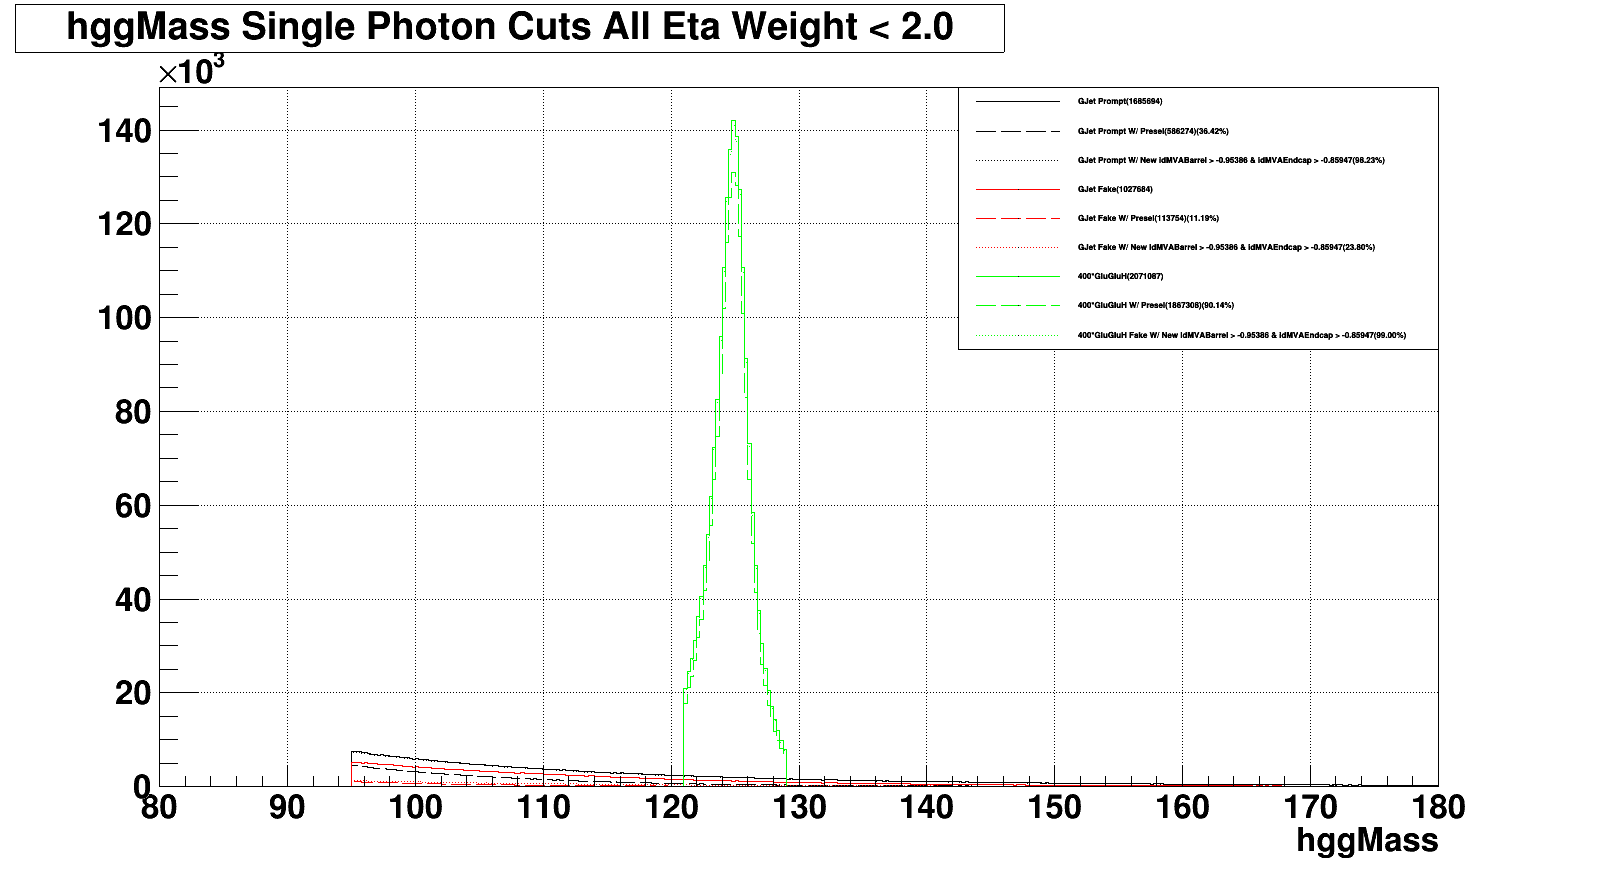 hggMass Single Photon Cuts All Eta Weight < 2.0
×10³
140
120
100
80
60
40
20
0
80 90 100 110 120 130 140 150 160 170 180
hggMass
GJet Prompt(1685694)
GJet Prompt W/ Presel(586274)(36.42%)
GJet Prompt W/ New idMVABarrel > -0.95386 & idMVAEndcap > -0.85947(98.23%)
GJet Fake(1027684)
GJet Fake W/ Presel(113754)(11.19%)
GJet Fake W/ New idMVABarrel > -0.95386 & idMVAEndcap > -0.85947(23.80%)
400*GluGluH(2071087)
400*GluGluH W/ Presel(1867308)(90.14%)
400*GluGluH Fake W/ New idMVABarrel > -0.95386 & idMVAEndcap > -0.85947(99.00%)